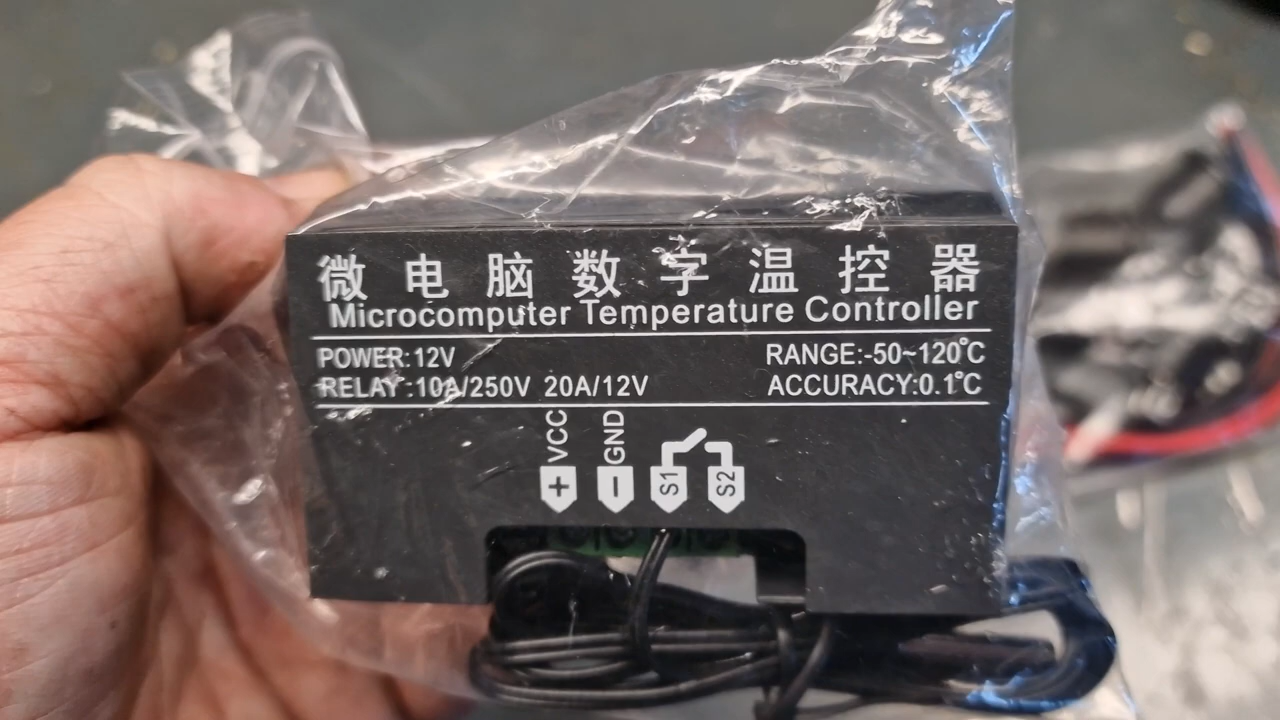 微电脑数字温控器
Microcomputer Temperature Controller
POWER:12V
RANGE:-50~120℃
RELAY :10A/250V 20A/12V
ACCURACY:0.1℃
VCC GND
+ − S1 S2